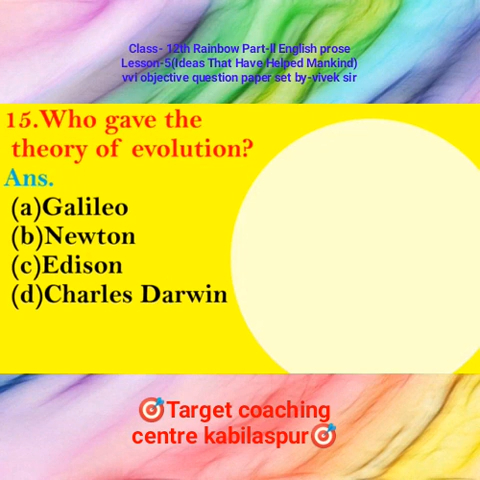 Class- 12th Rainbow Part-II English prose
Lesson-5(Ideas That Have Helped Mankind)
vvi objective question paper set by-vivek sir
15.Who gave the
theory of evolution?
Ans.
(a)Galileo
(b)Newton
(c)Edison
(d)Charles Darwin
🎯Target coaching
centre kabilaspur🎯